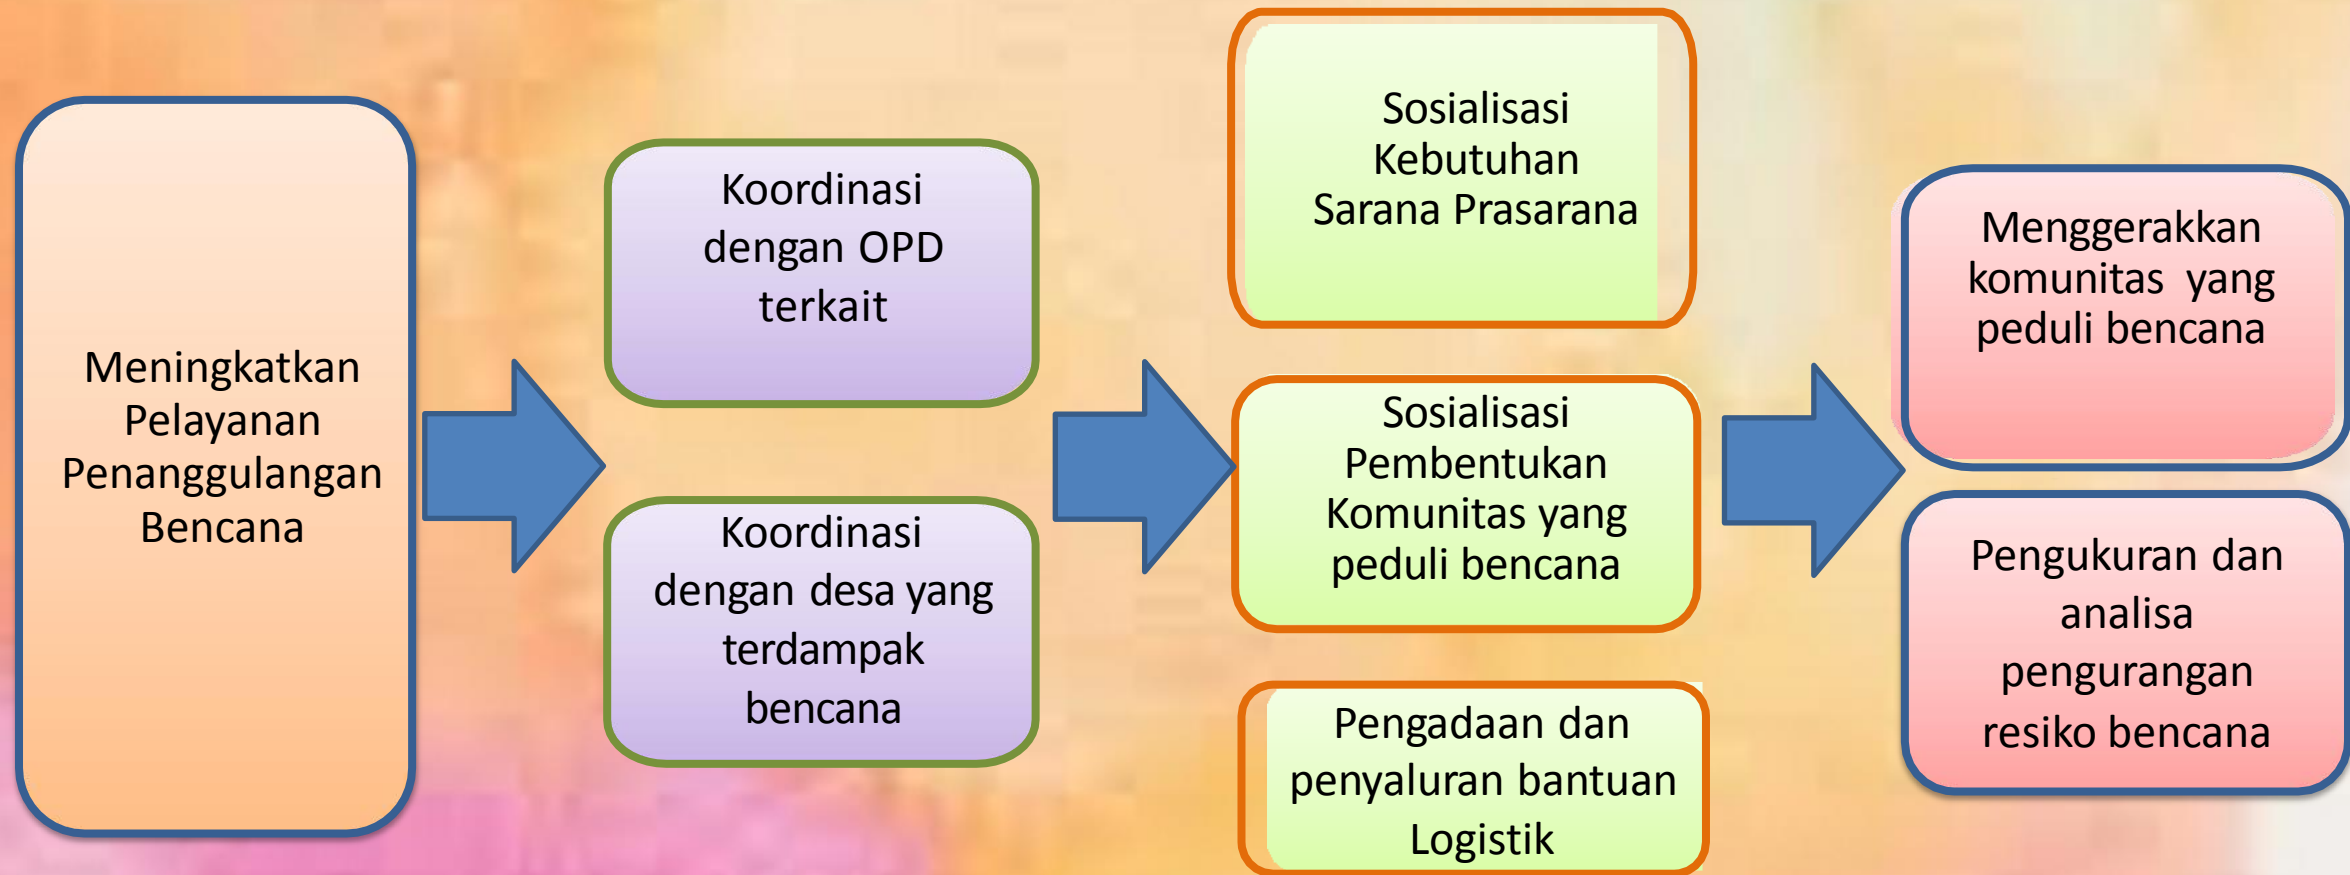 Meningkatkan
Pelayanan
Penanggulangan
Bencana
Koordinasi
dengan OPD
terkait
Koordinasi
dengan desa yang
terdampak
bencana
Sosialisasi
Kebutuhan
Sarana Prasarana
Sosialisasi
Pembentukan
Komunitas yang
peduli bencana
Pengadaan dan
penyaluran bantuan
Logistik
Menggerakkan
komunitas yang
peduli bencana
Pengukuran dan
analisa
pengurangan
resiko bencana